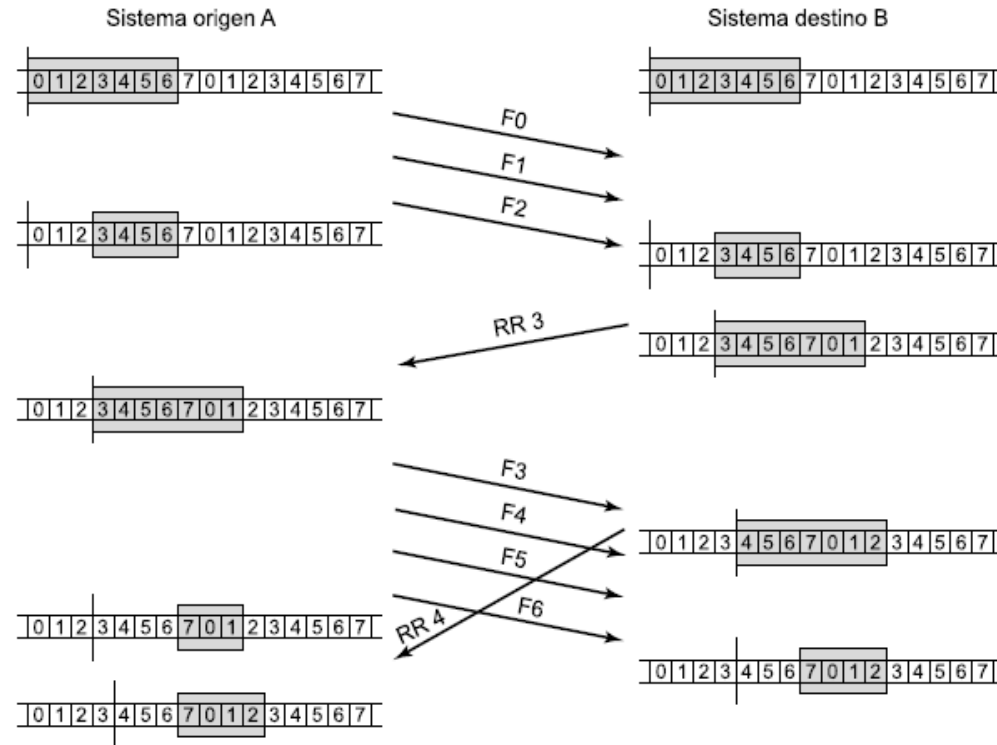 Sistema origen A
Sistema destino B
0 1 2 3 4 5 6 7 0 1 2 3 4 5 6 7
0 1 2 3 4 5 6 7 0 1 2 3 4 5 6 7
F0
F1
F2
0 1 2 3 4 5 6 7 0 1 2 3 4 5 6 7
0 1 2 3 4 5 6 7 0 1 2 3 4 5 6 7
RR 3
0 1 2 3 4 5 6 7 0 1 2 3 4 5 6 7
0 1 2 3 4 5 6 7 0 1 2 3 4 5 6 7
F3
F4
F5
F6
RR 4
0 1 2 3 4 5 6 7 0 1 2 3 4 5 6 7
0 1 2 3 4 5 6 7 0 1 2 3 4 5 6 7
0 1 2 3 4 5 6 7 0 1 2 3 4 5 6 7
0 1 2 3 4 5 6 7 0 1 2 3 4 5 6 7